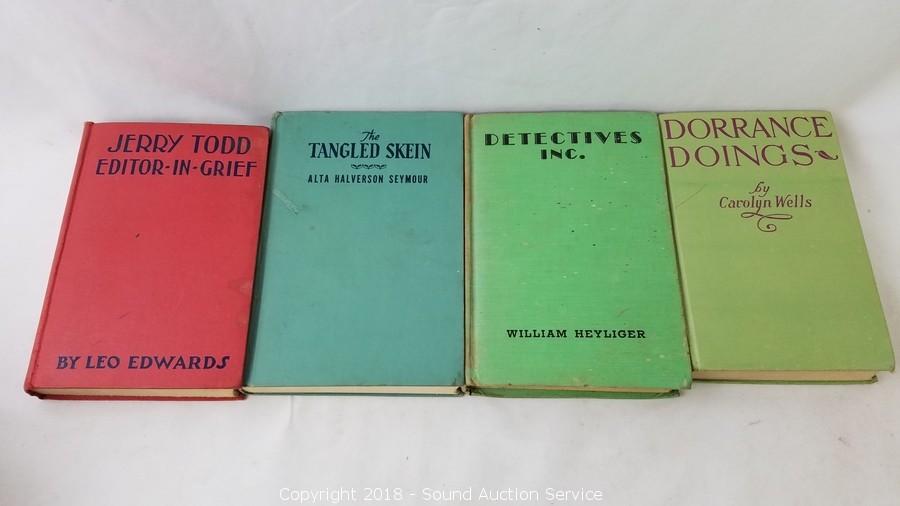 JERRY TODD
EDITOR-IN-GRIEF
BY LEO EDWARDS
The
TANGLED SKEIN
ALTA HALVERSON SEYMOUR
DETECTIVES
INC.
WILLIAM HEYLIGER
DORRANCE
DOINGS
by
Carolyn Wells
Copyright 2018 - Sound Auction Service